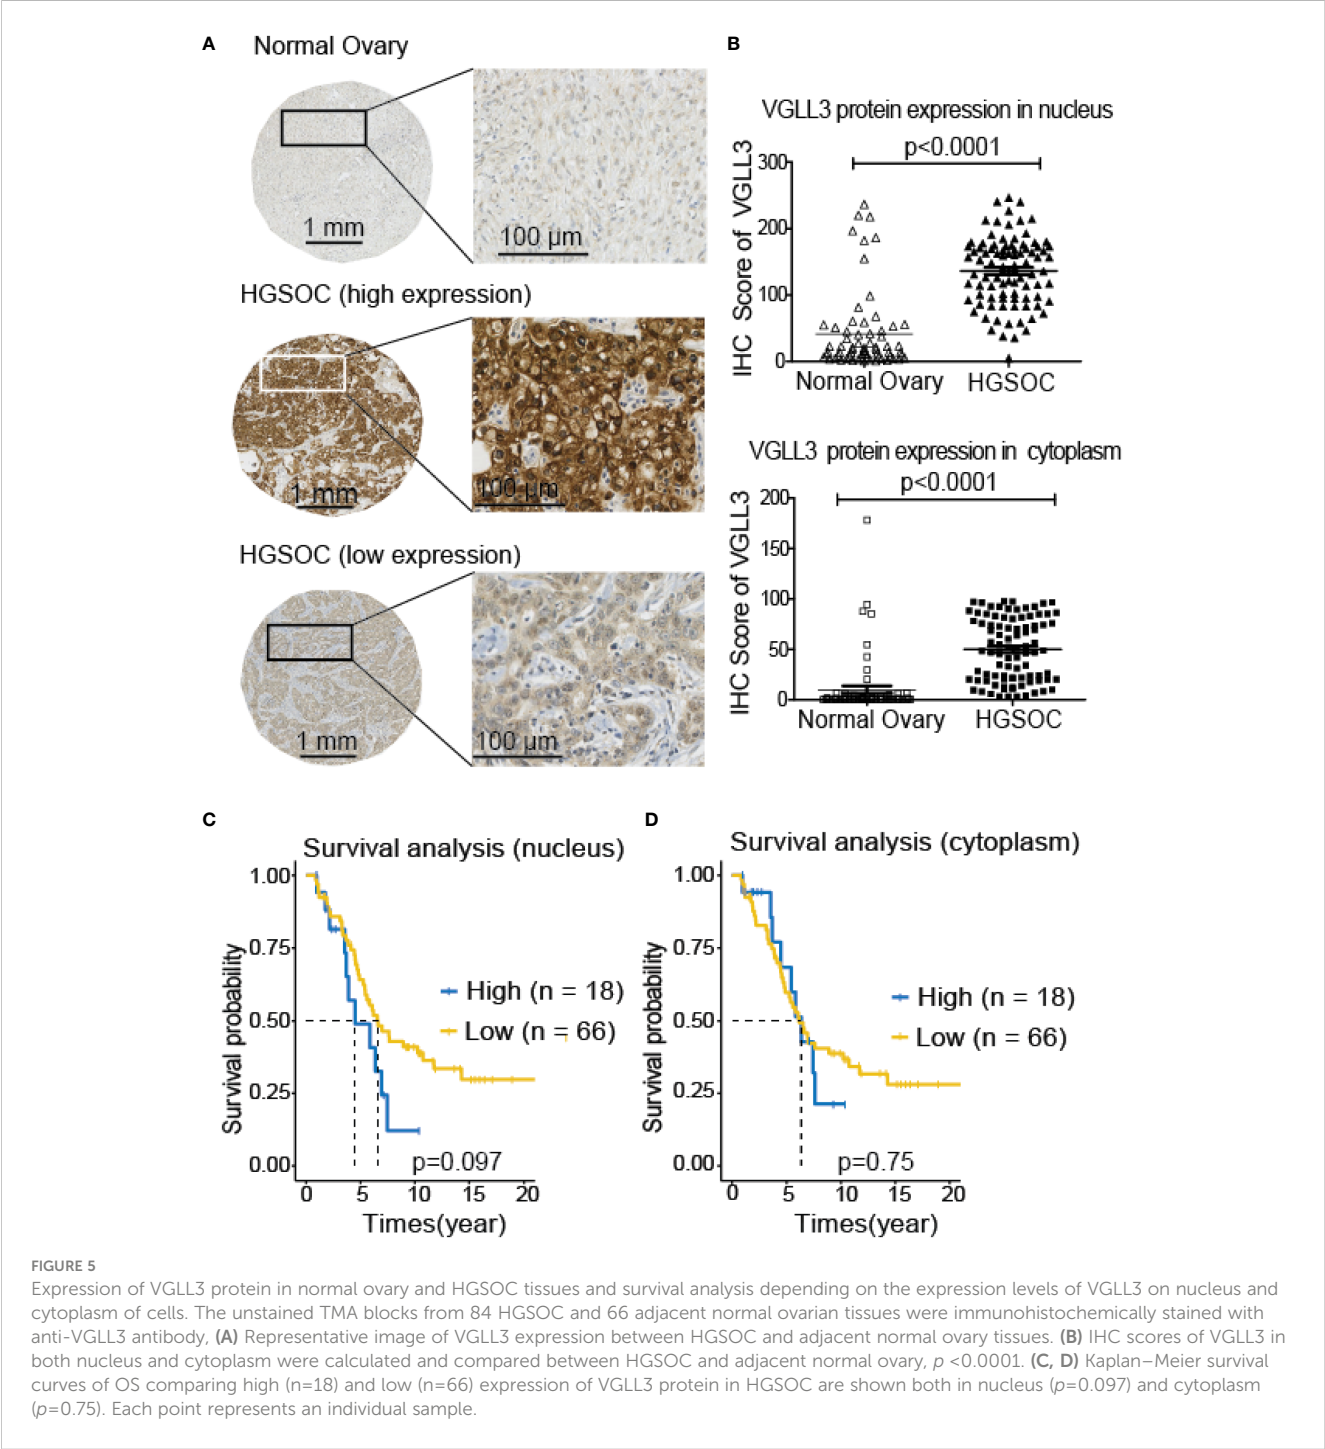 A
Normal Ovary
1 mm
100 µm
HGSOC (high expression)
1 mm
100 µm
HGSOC (low expression)
1 mm
100 µm
B
VGLL3 protein expression in nucleus
p<0.0001
300
200
100
0
IHC Score of VGLL3
Normal Ovary HGSOC
VGLL3 protein expression in cytoplasm
p<0.0001
200
150
100
50
0
IHC Score of VGLL3
Normal Ovary HGSOC
C
Survival analysis (nucleus)
1.00
0.75
0.50
0.25
0.00
Survival probability
High (n = 18)
Low (n = 66)
p=0.097
0 5 10 15 20
Times(year)
D
Survival analysis (cytoplasm)
1.00
0.75
0.50
0.25
0.00
Survival probability
High (n = 18)
Low (n = 66)
p=0.75
0 5 10 15 20
Times(year)
FIGURE 5
Expression of VGLL3 protein in normal ovary and HGSOC tissues and survival analysis depending on the expression levels of VGLL3 on nucleus and
cytoplasm of cells. The unstained TMA blocks from 84 HGSOC and 66 adjacent normal ovarian tissues were immunohistochemically stained with
anti-VGLL3 antibody, (A) Representative image of VGLL3 expression between HGSOC and adjacent normal ovary tissues. (B) IHC scores of VGLL3 in
both nucleus and cytoplasm were calculated and compared between HGSOC and adjacent normal ovary, p <0.0001. (C, D) Kaplan–Meier survival
curves of OS comparing high (n=18) and low (n=66) expression of VGLL3 protein in HGSOC are shown both in nucleus (p=0.097) and cytoplasm
(p=0.75). Each point represents an individual sample.